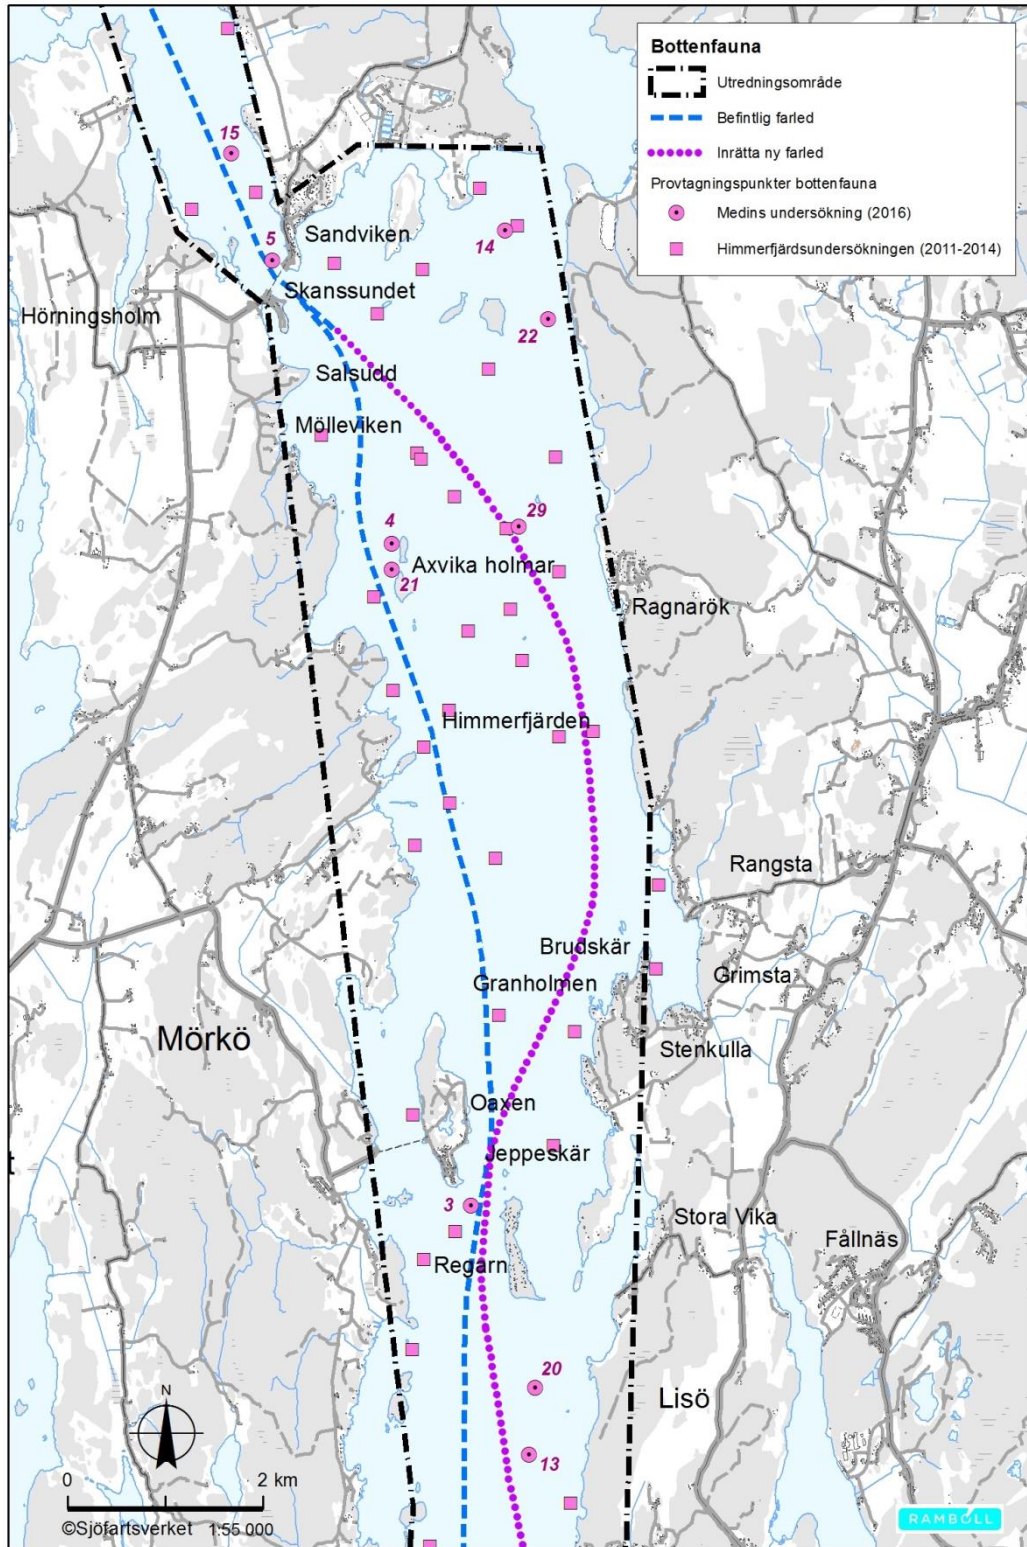 Bottenfauna
Utredningsområde
Befintlig farled
Inrätta ny farled
Provtagningspunkter bottenfauna
Medins undersökning (2016)
Himmerfjärdsundersökningen (2011-2014)
15
5
Sandviken
14
Skanssundet
Hörningsholm
22
Salsudd
Mölleviken
29
4
Axvika holmar
21
Ragnarök
Himmerfjärden
Rangsta
Brudskär
Grimsta
Granholmen
Mörkö
Stenkulla
Oaxen
Jeppeskär
t
3
Stora Vika
Fållnäs
Regarn
20
Lisö
13
N
0 2 km
©Sjöfartsverket 1:55 000
RAMBOLL